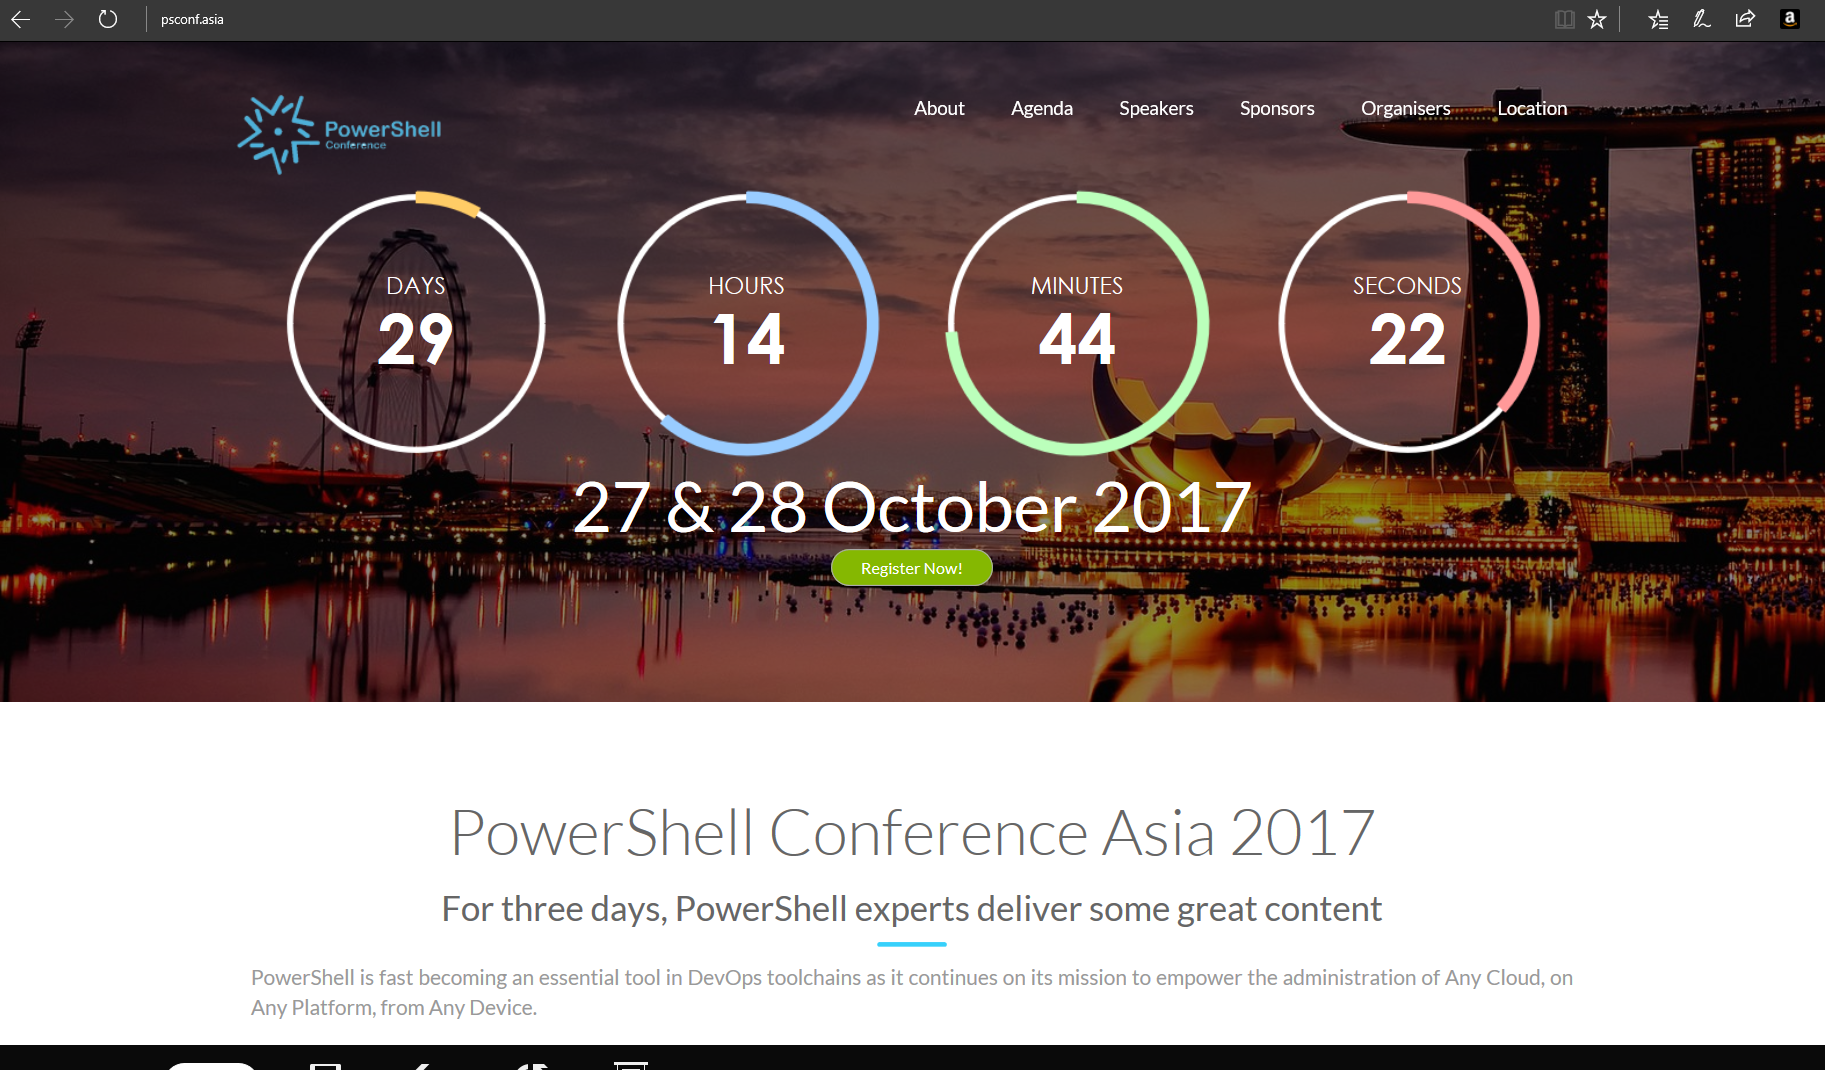 psconf.asia
PowerShell
Conference
About Agenda Speakers Sponsors Organisers Location
DAYS
29
HOURS
14
MINUTES
44
SECONDS
22
27 & 28 October 2017
Register Now!
PowerShell Conference Asia 2017
For three days, PowerShell experts deliver some great content
PowerShell is fast becoming an essential tool in DevOps toolchains as it continues on its mission to empower the administration of Any Cloud, on
Any Platform, from Any Device.